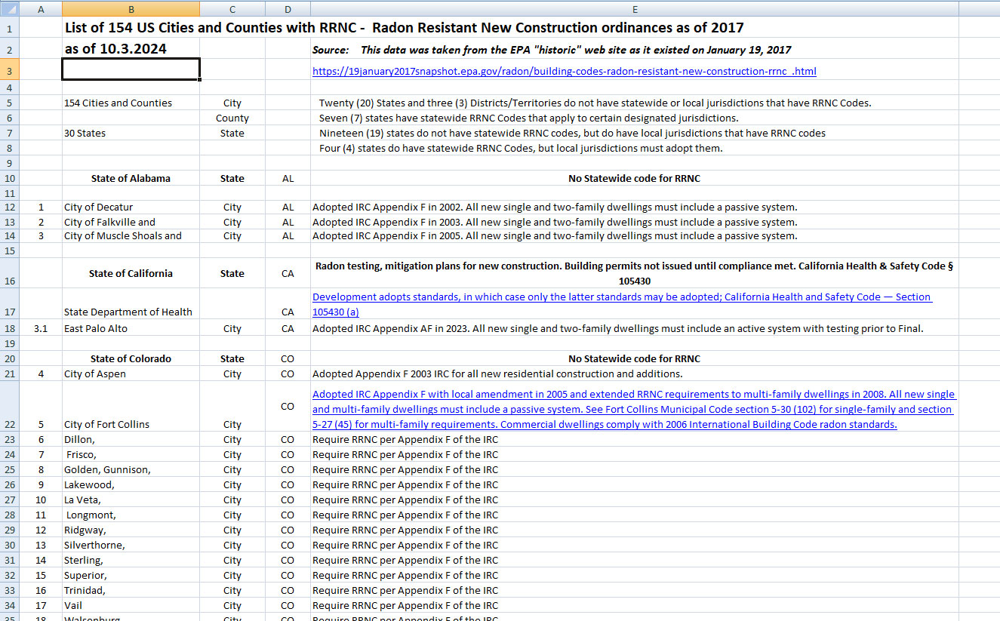 A B C D E
1 List of 154 US Cities and Counties with RRNC - Radon Resistant New Construction ordinances as of 2017
2 as of 10.3.2024 Source: This data was taken from the EPA "historic" web site as it existed on January 19, 2017
3 https://19january2017snapshot.epa.gov/radon/building-codes-radon-resistant-new-construction-rrnc_.html
4
5 154 Cities and Counties City Twenty (20) States and three (3) Districts/Territories do not have statewide or local jurisdictions that have RRNC Codes.
6 County Seven (7) states have statewide RRNC Codes that apply to certain designated jurisdictions.
7 30 States State Nineteen (19) states do not have statewide RRNC codes, but do have local jurisdictions that have RRNC codes
8 Four (4) states do have statewide RRNC Codes, but local jurisdictions must adopt them.
9
10 State of Alabama State AL No Statewide code for RRNC
11
12 1 City of Decatur City AL Adopted IRC Appendix F in 2002. All new single and two-family dwellings must include a passive system.
13 2 City of Falkville and City AL Adopted IRC Appendix F in 2003. All new single and two-family dwellings must include a passive system.
14 3 City of Muscle Shoals and City AL Adopted IRC Appendix F in 2005. All new single and two-family dwellings must include a passive system.
15
Radon testing, mitigation plans for new construction. Building permits not issued until compliance met. California Health & Safety Code §
16 State of California State CA 105430
Development adopts standards, in which case only the latter standards may be adopted; California Health and Safety Code — Section
17 State Department of Health CA 105430 (a)
18 3.1 East Palo Alto City CA Adopted IRC Appendix AF in 2023. All new single and two-family dwellings must include an active system with testing prior to Final.
19
20 State of Colorado State CO No Statewide code for RRNC
21 4 City of Aspen City CO Adopted Appendix F 2003 IRC for all new residential construction and additions.
Adopted IRC Appendix F with local amendment in 2005 and extended RRNC requirements to multi-family dwellings in 2008. All new single
CO and multi-family dwellings must include a passive system. See Fort Collins Municipal Code section 5-30 (102) for single-family and section
22 5 City of Fort Collins City 5-27 (45) for multi-family requirements. Commercial dwellings comply with 2006 International Building Code radon standards.
23 6 Dillon, City CO Require RRNC per Appendix F of the IRC
24 7 Frisco, City CO Require RRNC per Appendix F of the IRC
25 8 Golden, Gunnison, City CO Require RRNC per Appendix F of the IRC
26 9 Lakewood, City CO Require RRNC per Appendix F of the IRC
27 10 La Veta, City CO Require RRNC per Appendix F of the IRC
28 11 Longmont, City CO Require RRNC per Appendix F of the IRC
29 12 Ridgway, City CO Require RRNC per Appendix F of the IRC
30 13 Silverthorne, City CO Require RRNC per Appendix F of the IRC
31 14 Sterling, City CO Require RRNC per Appendix F of the IRC
32 15 Superior, City CO Require RRNC per Appendix F of the IRC
33 16 Trinidad, City CO Require RRNC per Appendix F of the IRC
34 17 Vail City CO Require RRNC per Appendix F of the IRC
35 18 Walsenburg City CO Require RRNC per Appendix F of the IRC